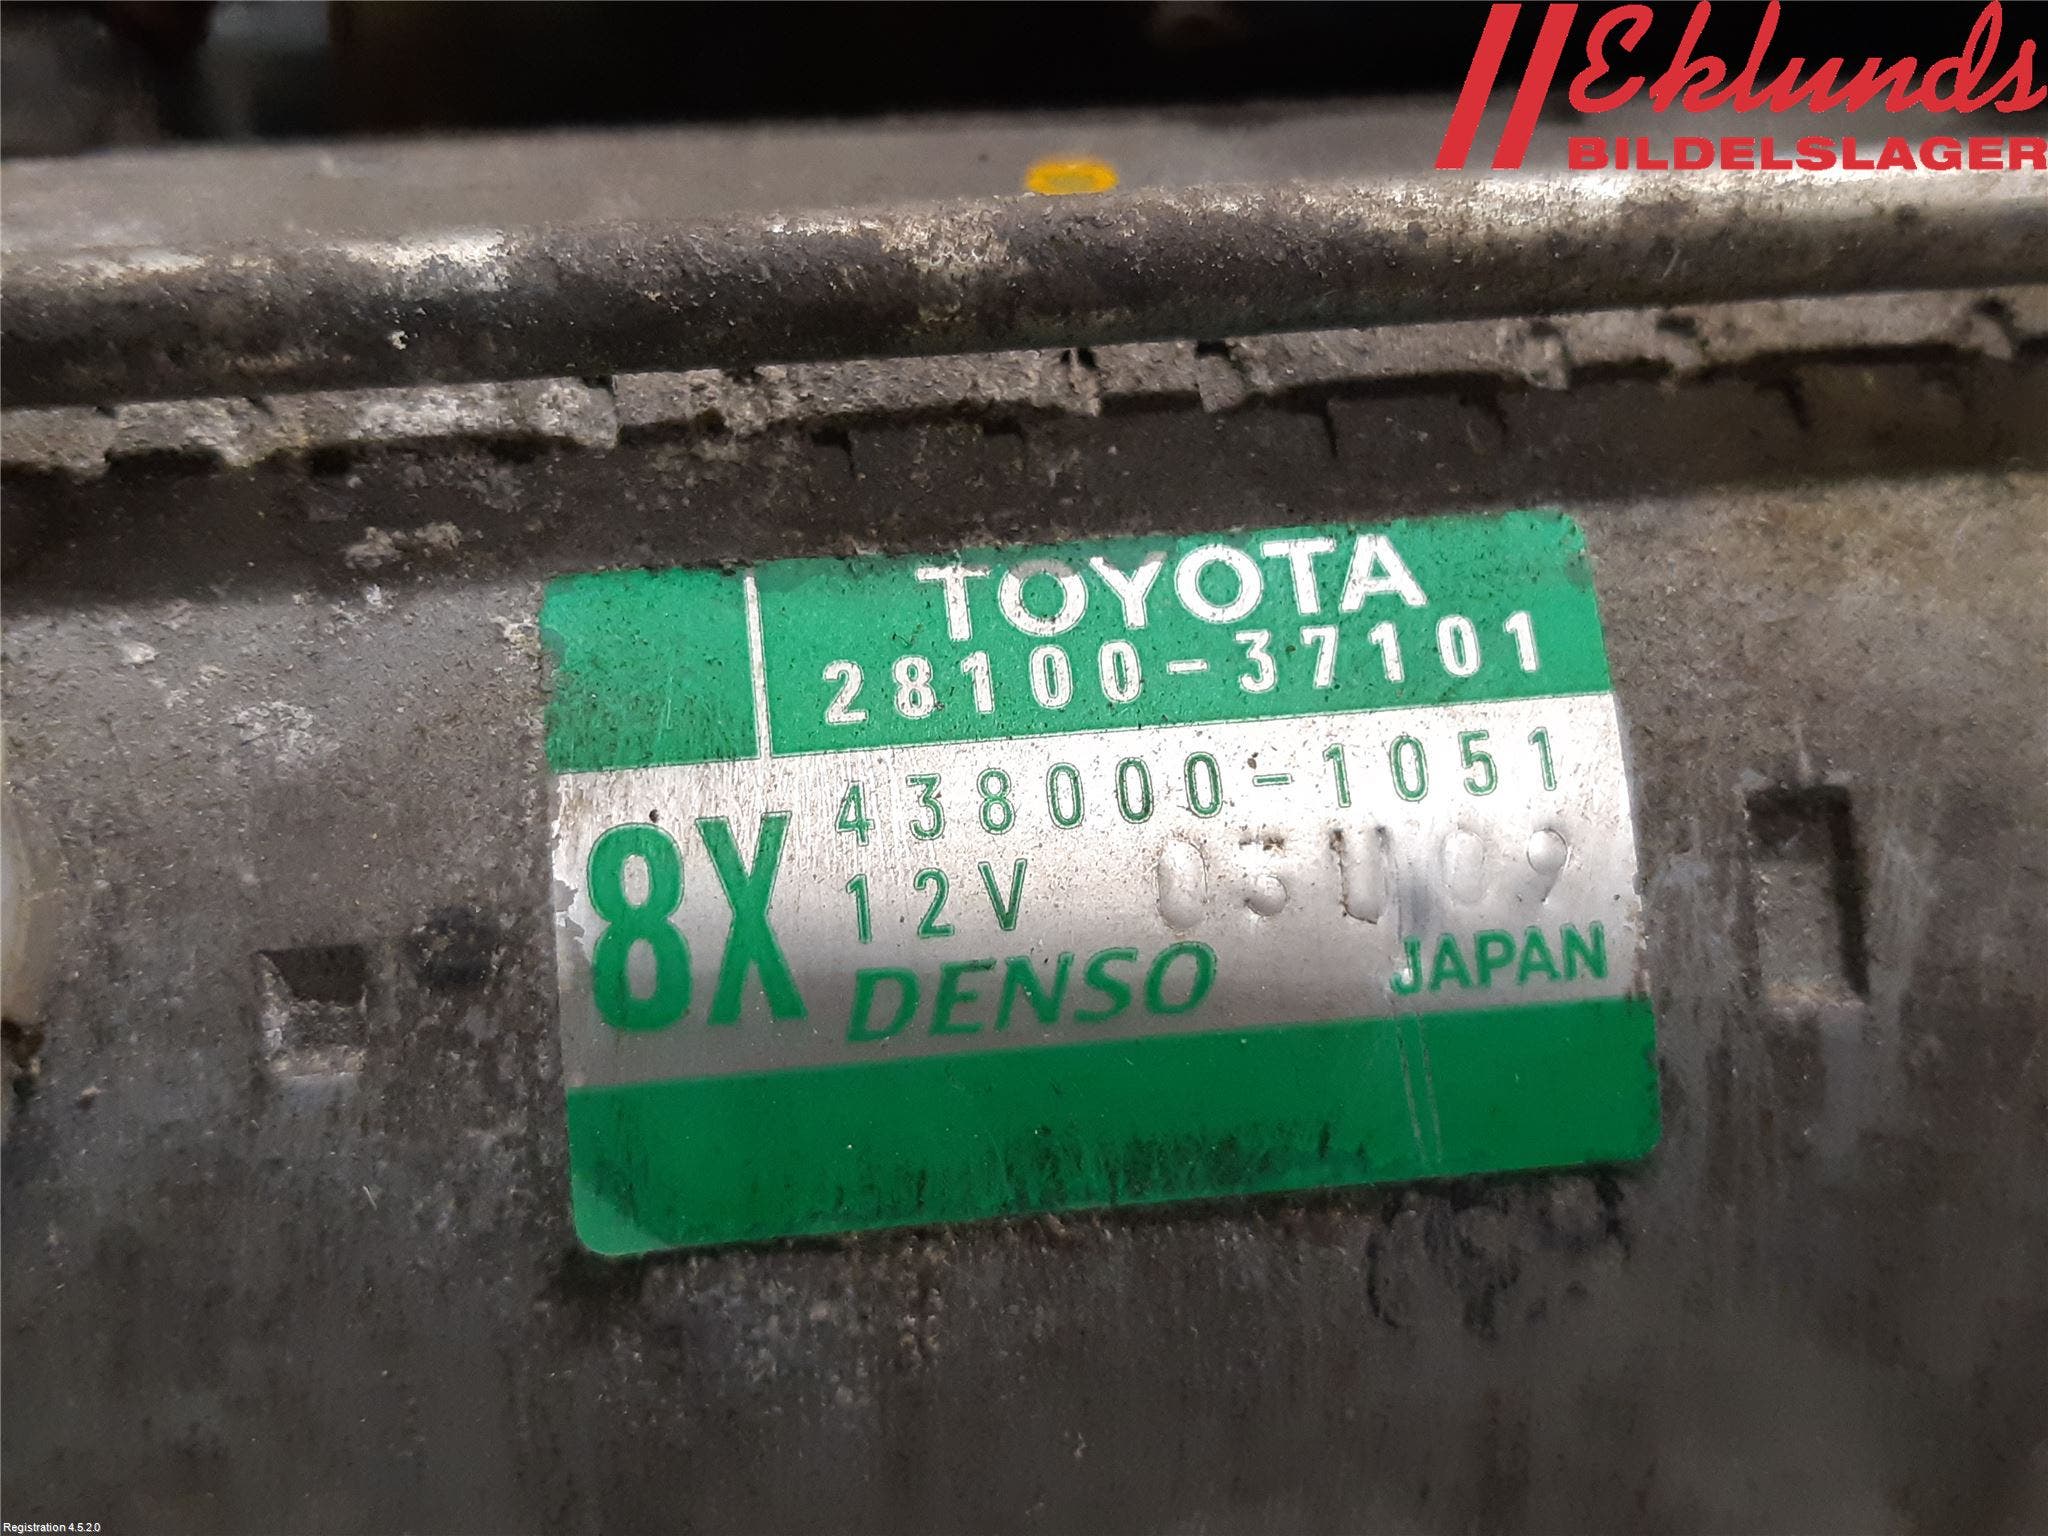 Eklunds
BILDELSLAGER
TOYOTA
28100-37101
438000-1051
8X
12V
DENSO
JAPAN
Registration 4.5.2.0